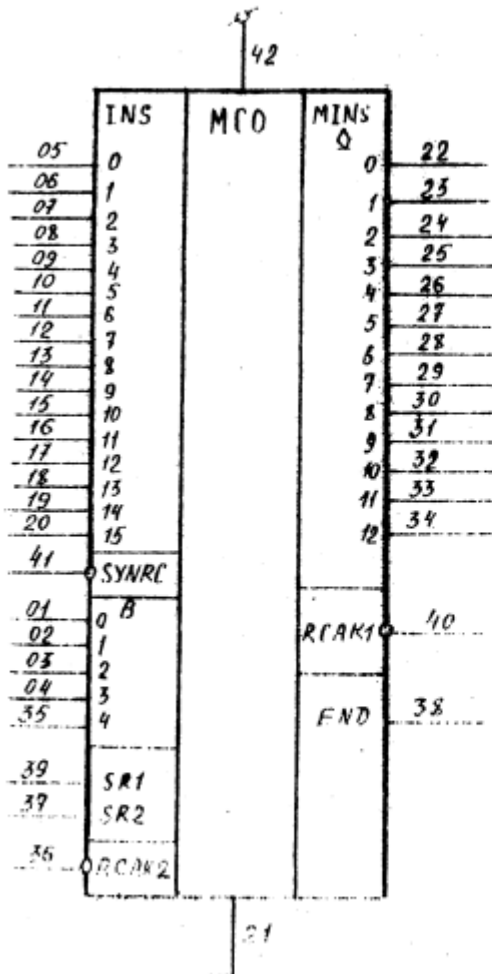 42
INS MCO MINS
05 0 0 22
06 1 1 23
07 2 2 24
08 3 3 25
09 4 4 26
10 5 5 27
11 6 6 28
12 7 7 29
13 8 8 30
14 9 9 31
15 10 10 32
16 11 11 33
17 12 12 34
18 13
19 14
20 15
41 SYNRC
B
01 0
02 1
03 2
04 3
35 4
RCAK1 40
END 38
39 SR1
37 SR2
36 RCAK2
21